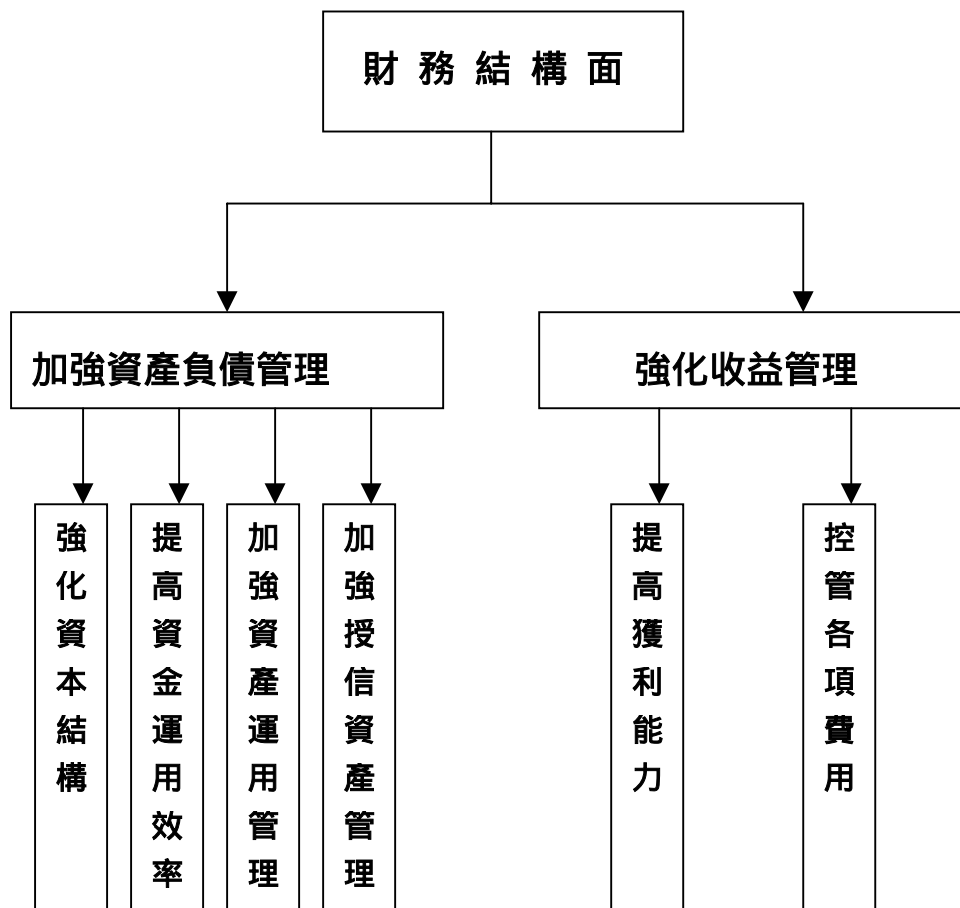 財務結構面
加強資產負債管理
強化收益管理
強化資本結構
提高資金運用效率
加強資產運用管理
加強授信資產管理
提高獲利能力
控管各項費用